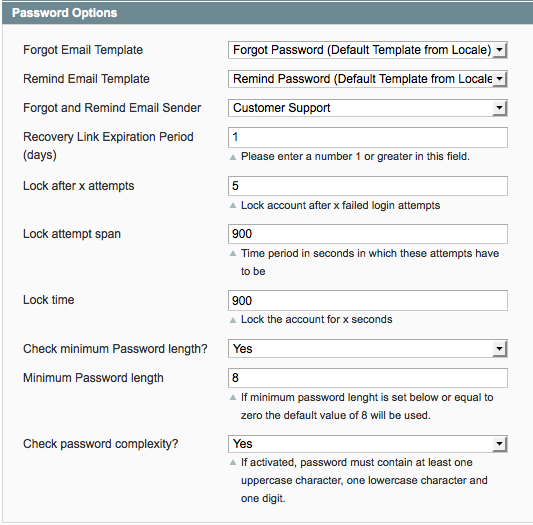 Password Options
Forgot Email Template
Forgot Password (Default Template from Locale)
Remind Email Template
Remind Password (Default Template from Locale
Forgot and Remind Email Sender
Customer Support
Recovery Link Expiration Period
(days)
1
Please enter a number 1 or greater in this field.
Lock after x attempts
5
Lock account after x failed login attempts
Lock attempt span
900
Time period in seconds in which these attempts have
to be
Lock time
900
Lock the account for x seconds
Check minimum Password length?
Yes
Minimum Password length
8
If minimum password lenght is set below or equal to
zero the default value of 8 will be used.
Check password complexity?
Yes
If activated, password must contain at least one
uppercase character, one lowercase character and
one digit.